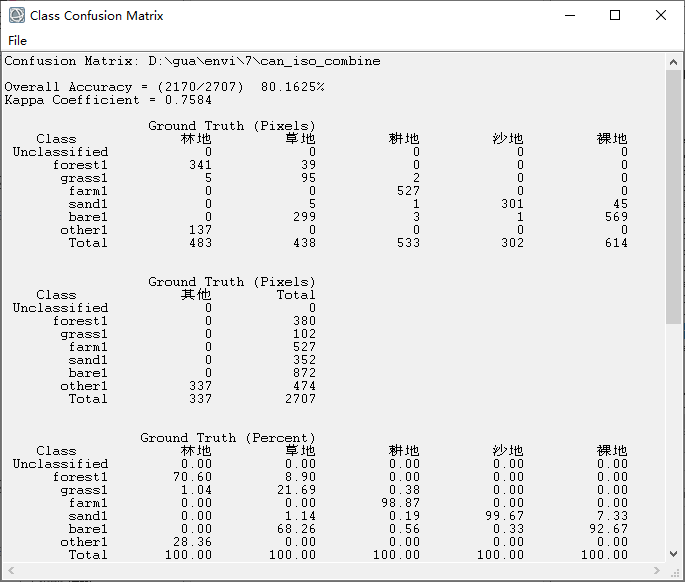 Class Confusion Matrix
File
Confusion Matrix: D:\gua\envi\7\can_iso_combine
Overall Accuracy = (2170/2707)  80.1625%
Kappa Coefficient = 0.7584
Ground Truth (Pixels)
Class 林地 草地 耕地 沙地 裸地
Unclassified 0 0 0 0 0
forest1 341 39 0 0 0
grass1 5 95 2 0 0
farm1 0 0 527 0 0
sand1 0 5 1 301 45
bare1 0 299 3 1 569
other1 137 0 0 0 0
Total 483 438 533 302 614
Ground Truth (Pixels)
Class 其他 Total
Unclassified 0 0
forest1 0 380
grass1 0 102
farm1 0 527
sand1 0 352
bare1 0 872
other1 337 474
Total 337 2707
Ground Truth (Percent)
Class 林地 草地 耕地 沙地 裸地
Unclassified 0.00 0.00 0.00 0.00 0.00
forest1 70.60 8.90 0.00 0.00 0.00
grass1 1.04 21.69 0.38 0.00 0.00
farm1 0.00 0.00 98.87 0.00 0.00
sand1 0.00 1.14 0.19 99.67 7.33
bare1 0.00 68.26 0.56 0.33 92.67
other1 28.36 0.00 0.00 0.00 0.00
Total 100.00 100.00 100.00 100.00 100.00